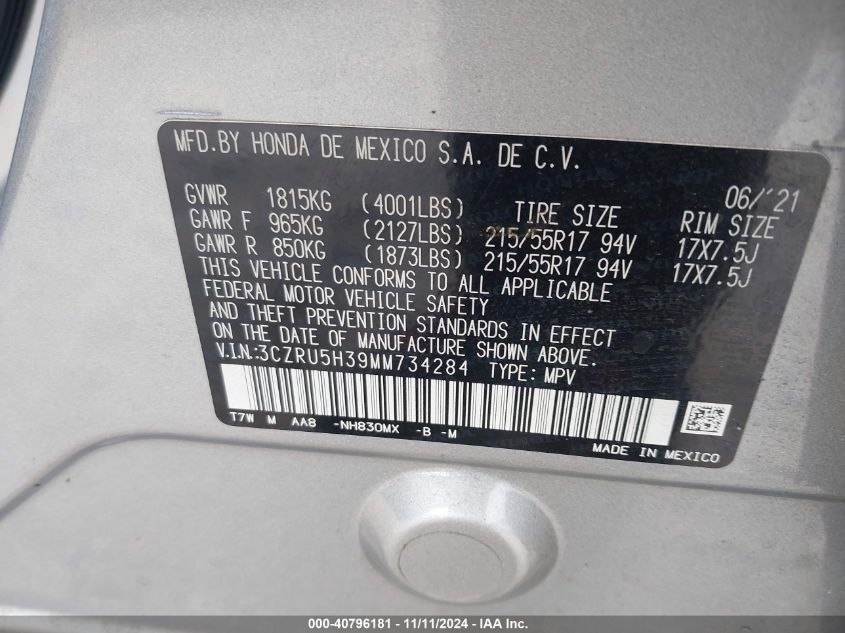 MFD.BY HONDA DE MEXICO S.A. DE C.V.
06/'21
GVWR 1815KG (4001LBS) TIRE SIZE RIM SIZE
GAWR F 965KG (2127LBS) 215/55R17 94V 17X7.5J
GAWR R 850KG (1873LBS) 215/55R17 94V 17X7.5J
THIS VEHICLE CONFORMS TO ALL APPLICABLE
FEDERAL MOTOR VEHICLE SAFETY
AND THEFT PREVENTION STANDARDS IN EFFECT
ON THE DATE OF MANUFACTURE SHOWN ABOVE.
V.I.N.:3CZRU5H39MM734284 TYPE: MPV
T7W M AA8 -NH830MX -B -M
MADE IN MEXICO
000-40796181 - 11/11/2024 - IAA Inc.